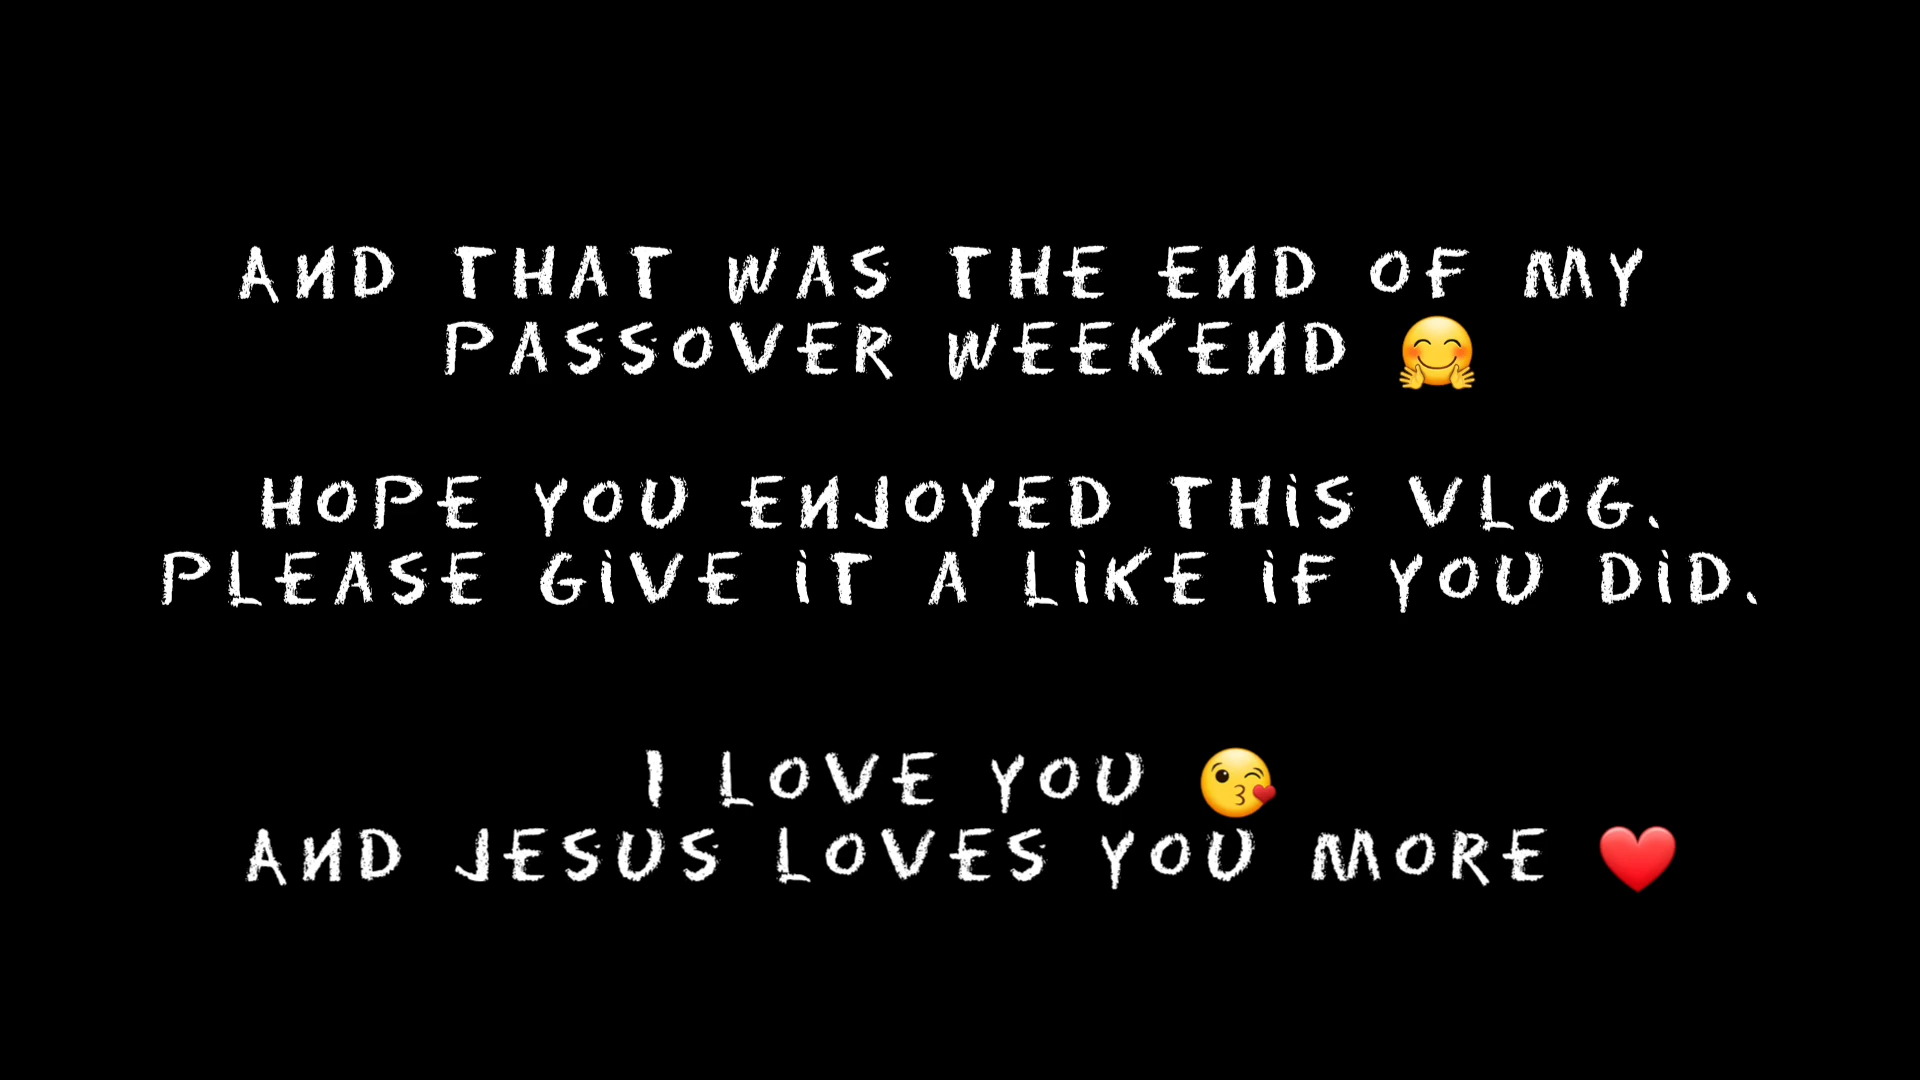 AND THAT WAS THE END OF MY
PASSOVER WEEKEND 🤗
HOPE YOU ENJOYED THIS VLOG.
PLEASE GIVE IT A LIKE IF YOU DID.
I LOVE YOU 😘
AND JESUS LOVES YOU MORE ❤️